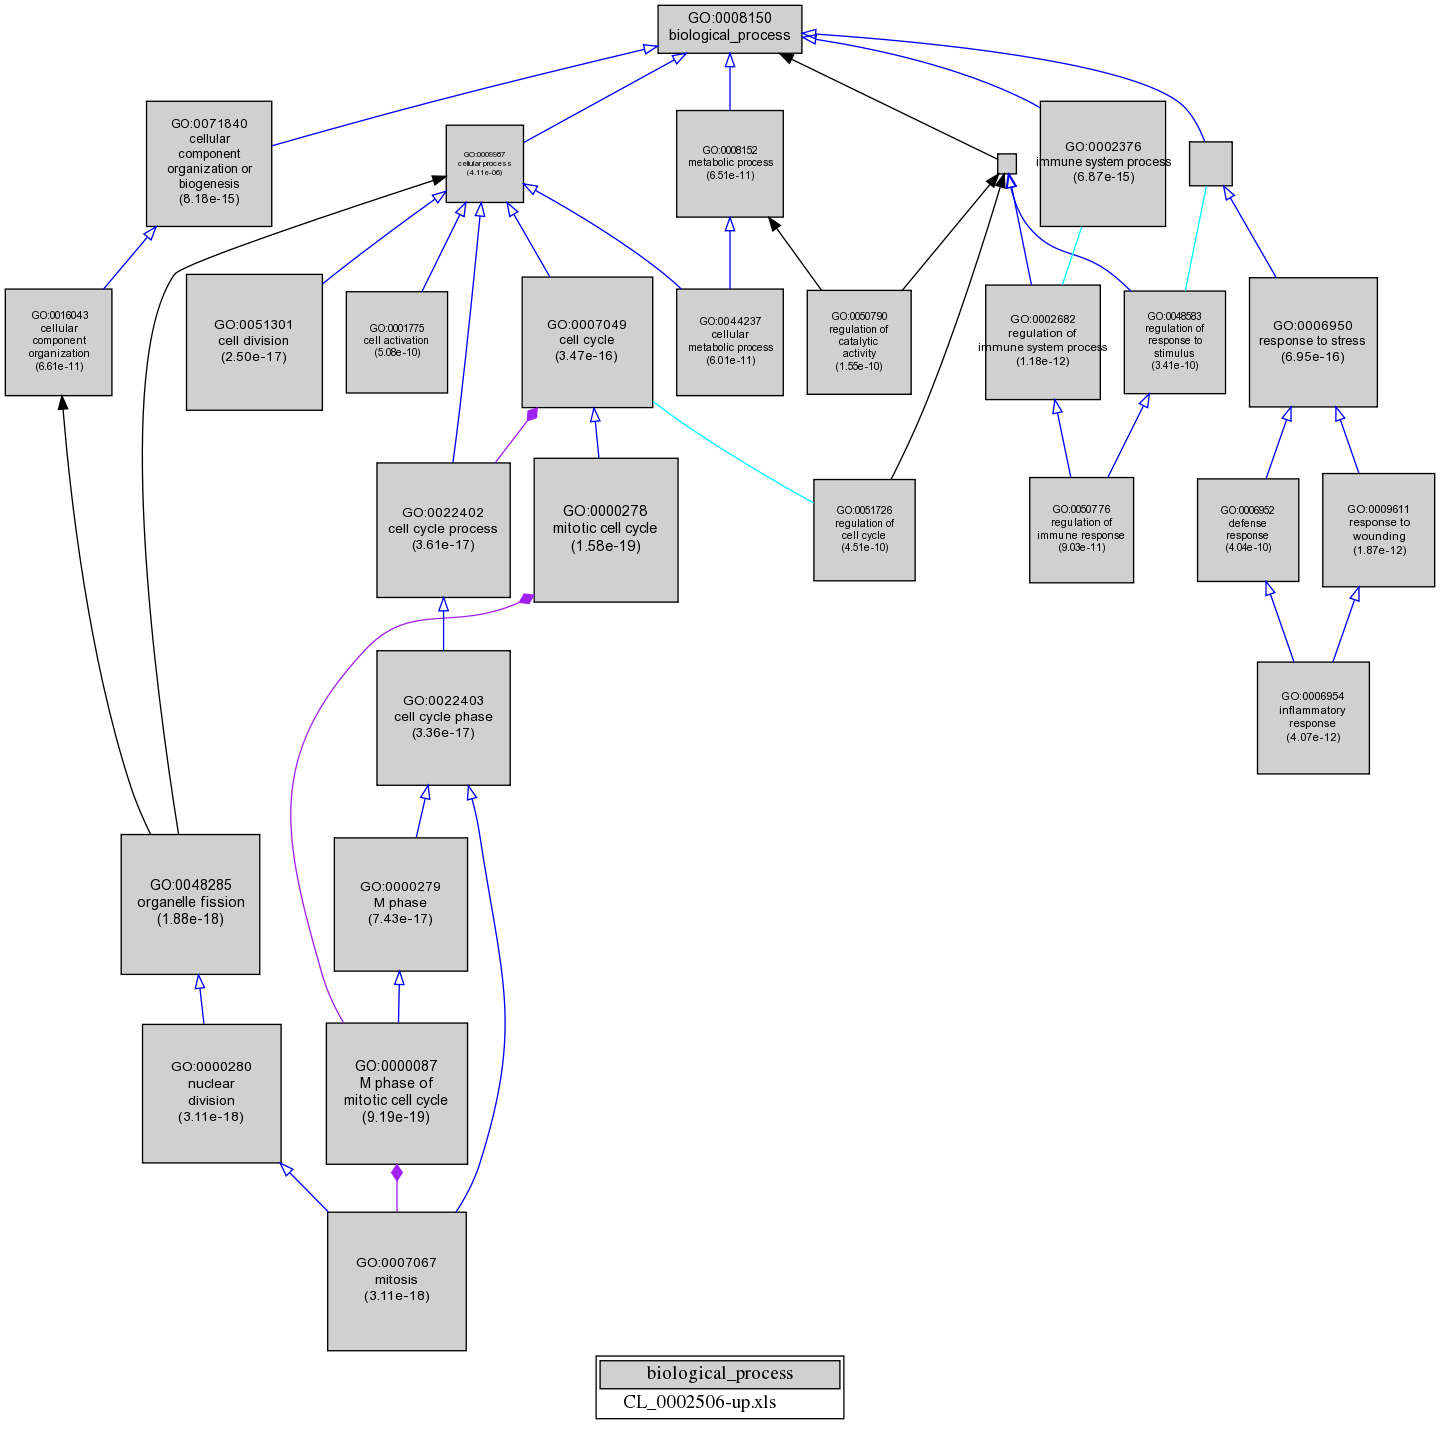 GO:0008150
biological_process
GO:0071840
cellular
component
organization or
biogenesis
(8.18e-15)
GO:0009987
cellular process
(4.11e-06)
GO:0008152
metabolic process
(6.51e-11)
GO:0002376
immune system process
(6.87e-15)
GO:0016043
cellular
component
organization
(6.61e-11)
GO:0051301
cell division
(2.50e-17)
GO:0001775
cell activation
(5.08e-10)
GO:0007049
cell cycle
(3.47e-16)
GO:0044237
cellular
metabolic process
(6.01e-11)
GO:0050790
regulation of
catalytic
activity
(1.55e-10)
GO:0002682
regulation of
immune system process
(1.18e-12)
GO:0048583
regulation of
response to
stimulus
(3.41e-10)
GO:0006950
response to stress
(6.95e-16)
GO:0022402
cell cycle process
(3.61e-17)
GO:0000278
mitotic cell cycle
(1.58e-19)
GO:0051726
regulation of
cell cycle
(4.51e-10)
GO:0050776
regulation of
immune response
(9.03e-11)
GO:0006952
defense
response
(4.04e-10)
GO:0009611
response to
wounding
(1.87e-12)
GO:0022403
cell cycle phase
(3.36e-17)
GO:0006954
inflammatory
response
(4.07e-12)
GO:0048285
organelle fission
(1.88e-18)
GO:0000279
M phase
(7.43e-17)
GO:0000280
nuclear
division
(3.11e-18)
GO:0000087
M phase of
mitotic cell cycle
(9.19e-19)
GO:0007067
mitosis
(3.11e-18)
biological_process
CL_0002506-up.xls